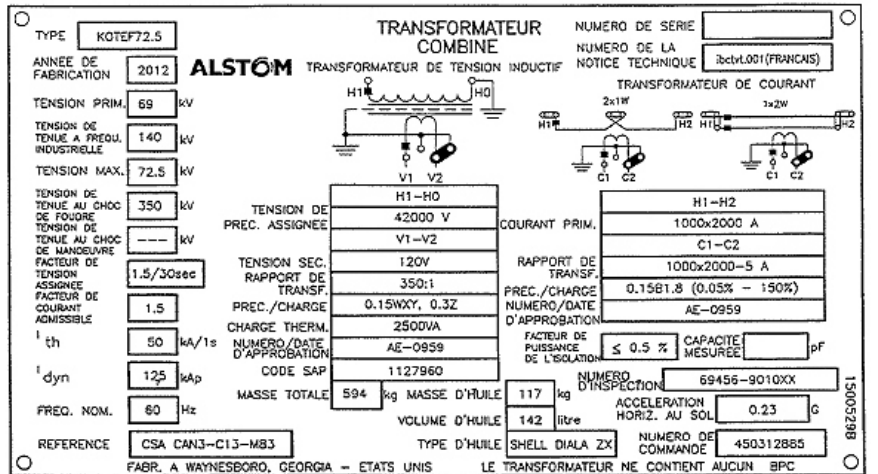 TYPE KOTEF72.5
ANNEE DE FABRICATION 2012
ALSTOM
TENSION PRIM. 69 kV
TENSION DE TENUE A FREQU. INDUSTRIELLE 140 kV
TENSION MAX. 72.5 kV
TENSION DE TENUE AU CHOC DE FOUDRE 350 kV
TENSION DE TENUE AU CHOC DE MANOEUVRE --- kV
FACTEUR DE TENSION ASSIGNEE 1.5/30sec
FACTEUR DE COURANT ADMISSIBLE 1.5
I th 50 kA/1s
I dyn 125 kAp
FREQ. NOM. 60 Hz
REFERENCE CSA CAN3-C13-M83
TRANSFORMATEUR
COMBINE
TRANSFORMATEUR DE TENSION INDUCTIF
H1 H0
V1 V2
H1-H0
TENSION DE PREC. ASSIGNEE 42000 V
V1-V2
TENSION SEC. 120V
RAPPORT DE TRANSF. 350:1
PREC./CHARGE 0.15WXY, 0.3Z
CHARGE THERM. 2500VA
NUMERO/DATE D'APPROBATION AE-0959
CODE SAP 1127960
MASSE TOTALE 594 kg MASSE D'HUILE 117 kg
VOLUME D'HUILE 142 litre
TYPE D'HUILE SHELL DIALA ZX
NUMERO DE SERIE
NUMERO DE LA NOTICE TECHNIQUE ibctvt.001(FRANCAIS)
TRANSFORMATEUR DE COURANT
2x1W 1x2W
H1 H2 H1 H2
C1 C2 C1 C2
H1-H2
COURANT PRIM. 1000x2000 A
C1-C2
RAPPORT DE TRANSF. 1000x2000-5 A
PREC./CHARGE 0.15B1.8 (0.05% - 150%)
NUMERO/DATE D'APPROBATION AE-0959
FACTEUR DE PUISSANCE DE L'ISOLATION ≤ 0.5 % CAPACITE MESUREE pF
NUMERO D'INSPECTION 69456-9010XX
ACCELERATION HORIZ. AU SOL 0.23 G
NUMERO DE COMMANDE 450312885
15005298
FABR. A WAYNESBORO, GEORGIA - ETATS UNIS LE TRANSFORMATEUR NE CONTIENT AUCUN BPC